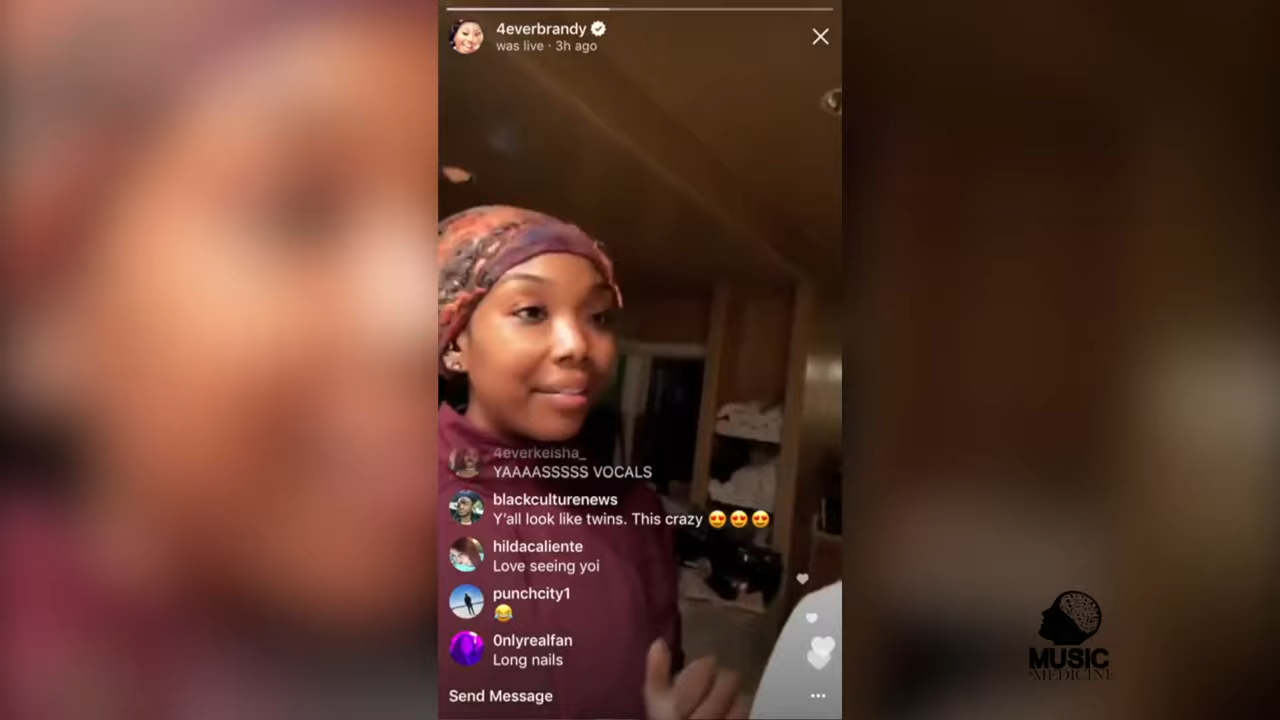 4everbrandy
was live · 3h ago
4everkeisha_
YAAAASSSSS VOCALS
blackculturenews
Y'all look like twins. This crazy 😍😍😍
hildacaliente
Love seeing yoi
punchcity1
😂
0nlyrealfan
Long nails
Send Message
MUSIC
MEDICINE